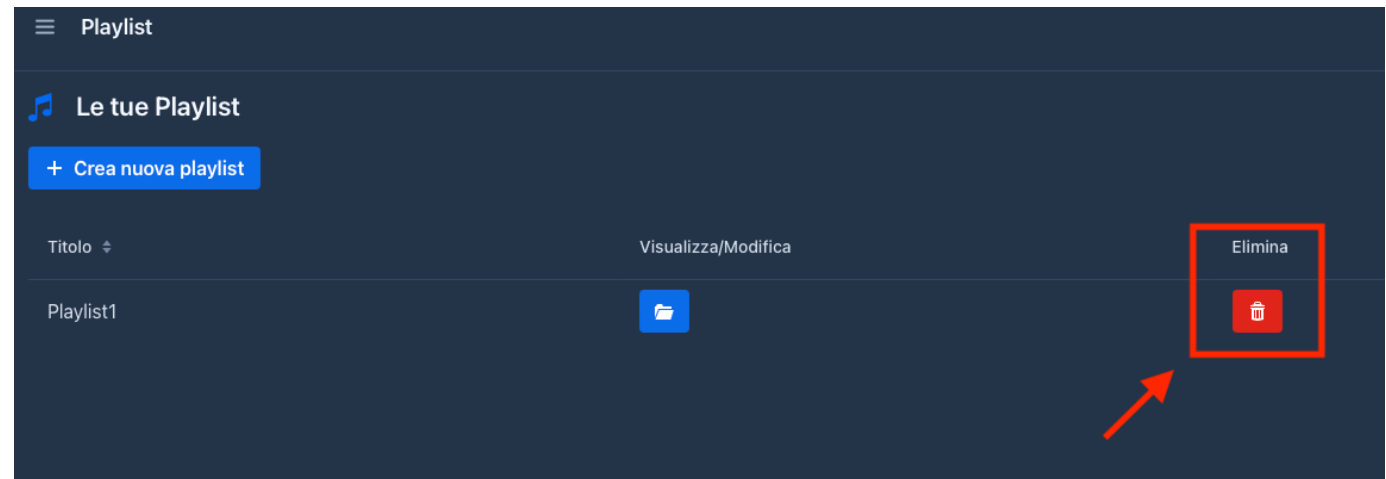 Playlist
Le tue Playlist
+ Crea nuova playlist
Titolo Visualizza/Modifica Elimina
Playlist1